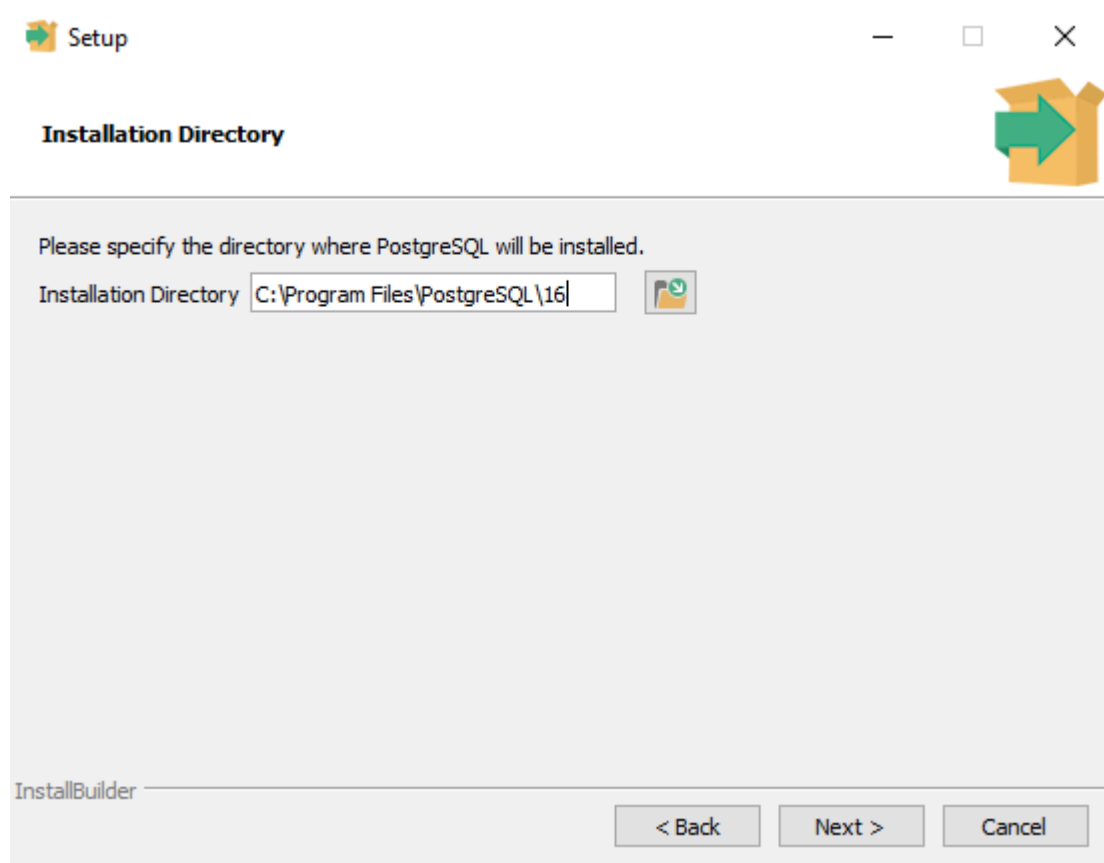 Setup
Installation Directory
Please specify the directory where PostgreSQL will be installed.
Installation Directory C:\Program Files\PostgreSQL\16
InstallBuilder
< Back Next > Cancel